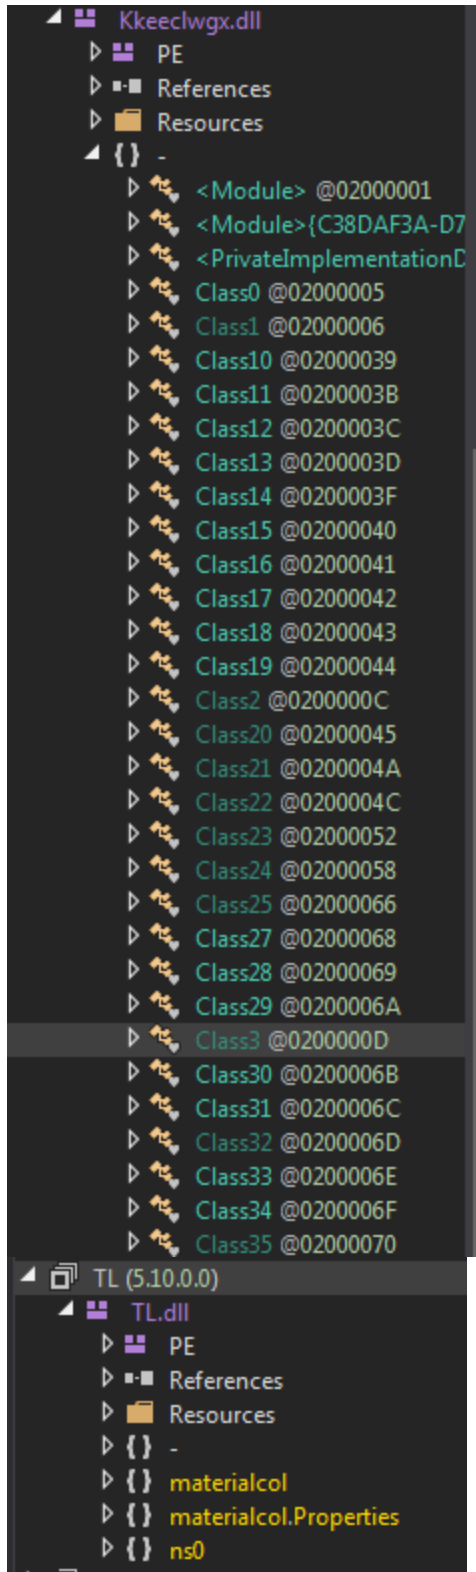 Kkeeclwgx.dll
PE
References
Resources
{ } -
<Module> @02000001
<Module>{C38DAF3A-D7
<PrivateImplementationD
Class0 @02000005
Class1 @02000006
Class10 @02000039
Class11 @0200003B
Class12 @0200003C
Class13 @0200003D
Class14 @0200003F
Class15 @02000040
Class16 @02000041
Class17 @02000042
Class18 @02000043
Class19 @02000044
Class2 @0200000C
Class20 @02000045
Class21 @0200004A
Class22 @0200004C
Class23 @02000052
Class24 @02000058
Class25 @02000066
Class27 @02000068
Class28 @02000069
Class29 @0200006A
Class3 @0200000D
Class30 @0200006B
Class31 @0200006C
Class32 @0200006D
Class33 @0200006E
Class34 @0200006F
Class35 @02000070
TL (5.10.0.0)
TL.dll
PE
References
Resources
{ } -
{ } materialcol
{ } materialcol.Properties
{ } ns0